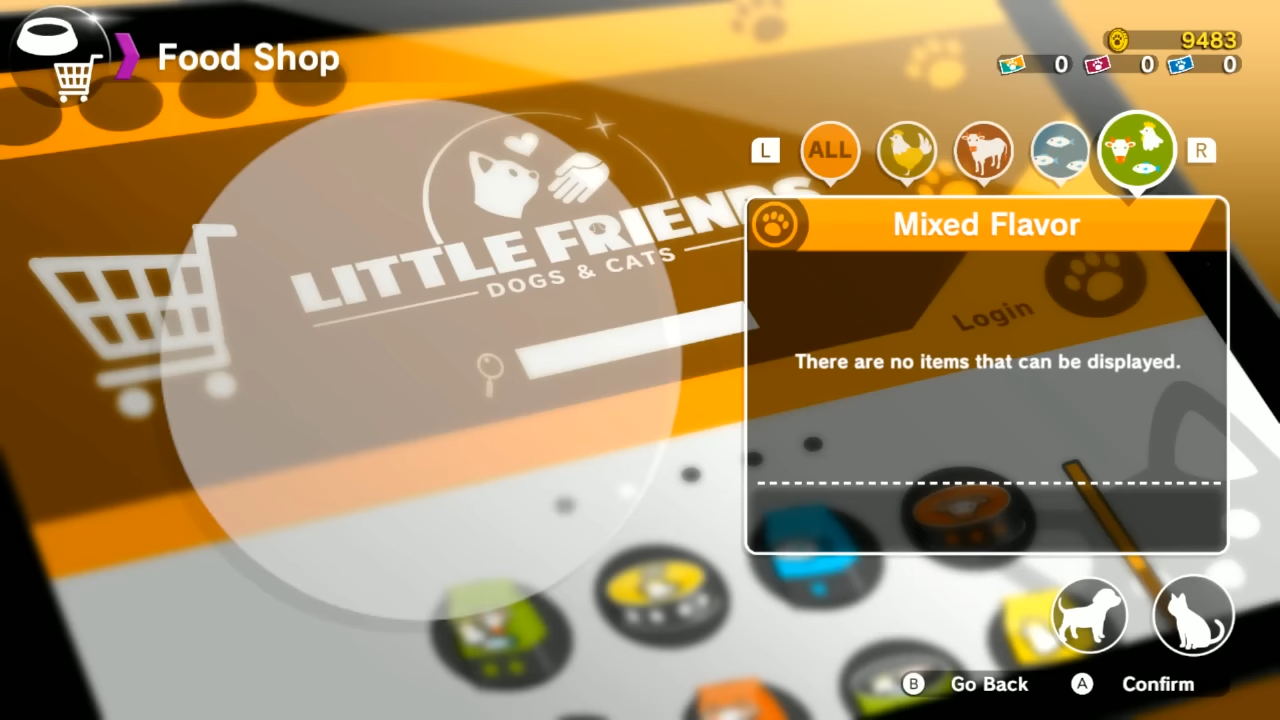 Food Shop
9483
0 0 0
L ALL R
Mixed Flavor
LITTLE FRIENDS
DOGS & CATS
Login
There are no items that can be displayed.
B Go Back A Confirm